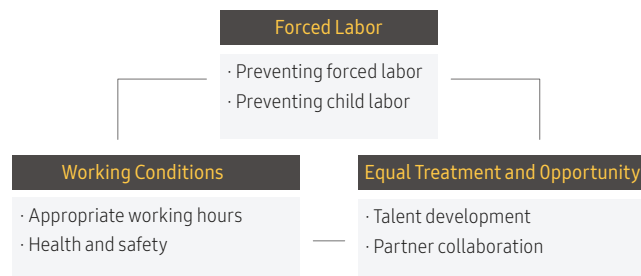 Forced Labor
· Preventing forced labor
· Preventing child labor
Working Conditions
· Appropriate working hours
· Health and safety
Equal Treatment and Opportunity
· Talent development
· Partner collaboration